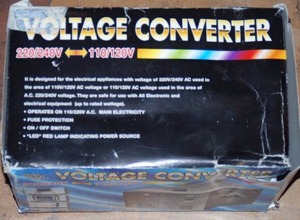 VOLTAGE CONVERTER
220/240V ↔ 110/120V
It is designed for the electrical appliances with voltage of 220V/240V AC used in
the area of 110V/120V AC voltage or 110/120V AC voltage used in the area of
A.C. 220/240V voltage. They are safe for use with All Electronic and
electrical equipment (up to rated wattage).
• OPERATES ON 110/220V A.C. MAIN ELECTRICITY
• FUSE PROTECTION
• ON / OFF SWITCH
• "LED" RED LAMP INDICATING POWER SOURCE
VOLTAGE CONVERTER